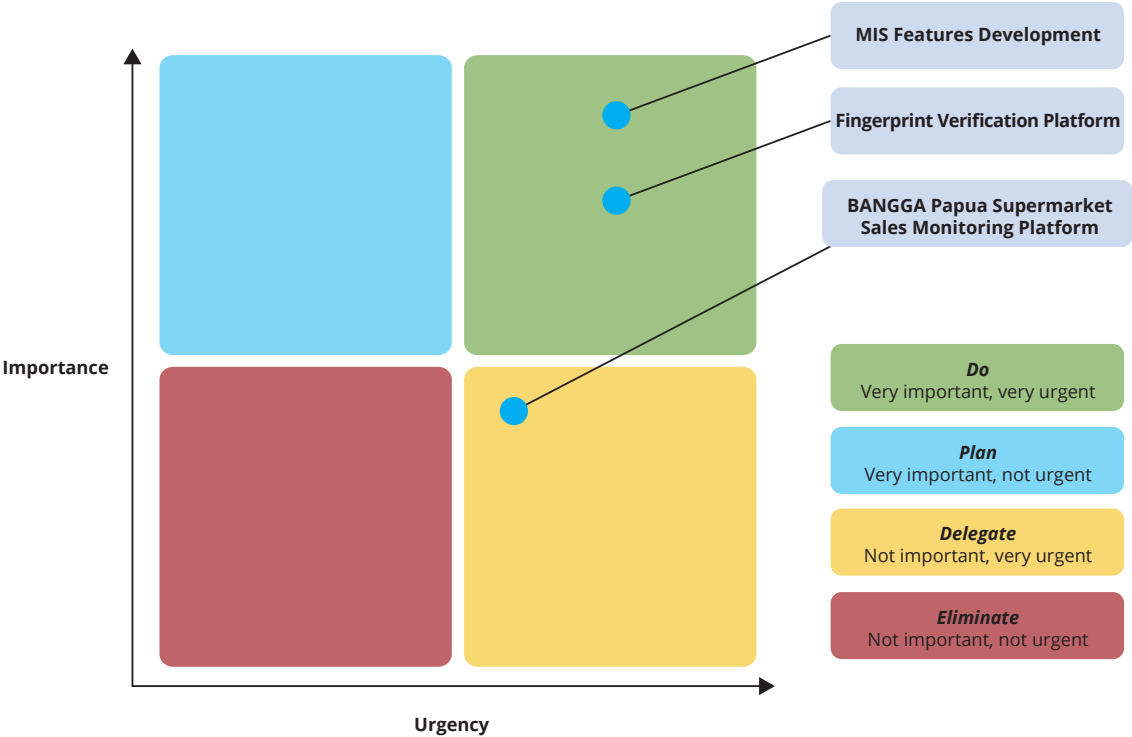 MIS Features Development
Fingerprint Verification Platform
BANGGA Papua Supermarket
Sales Monitoring Platform
Importance
Do
Very important, very urgent
Plan
Very important, not urgent
Delegate
Not important, very urgent
Eliminate
Not important, not urgent
Urgency